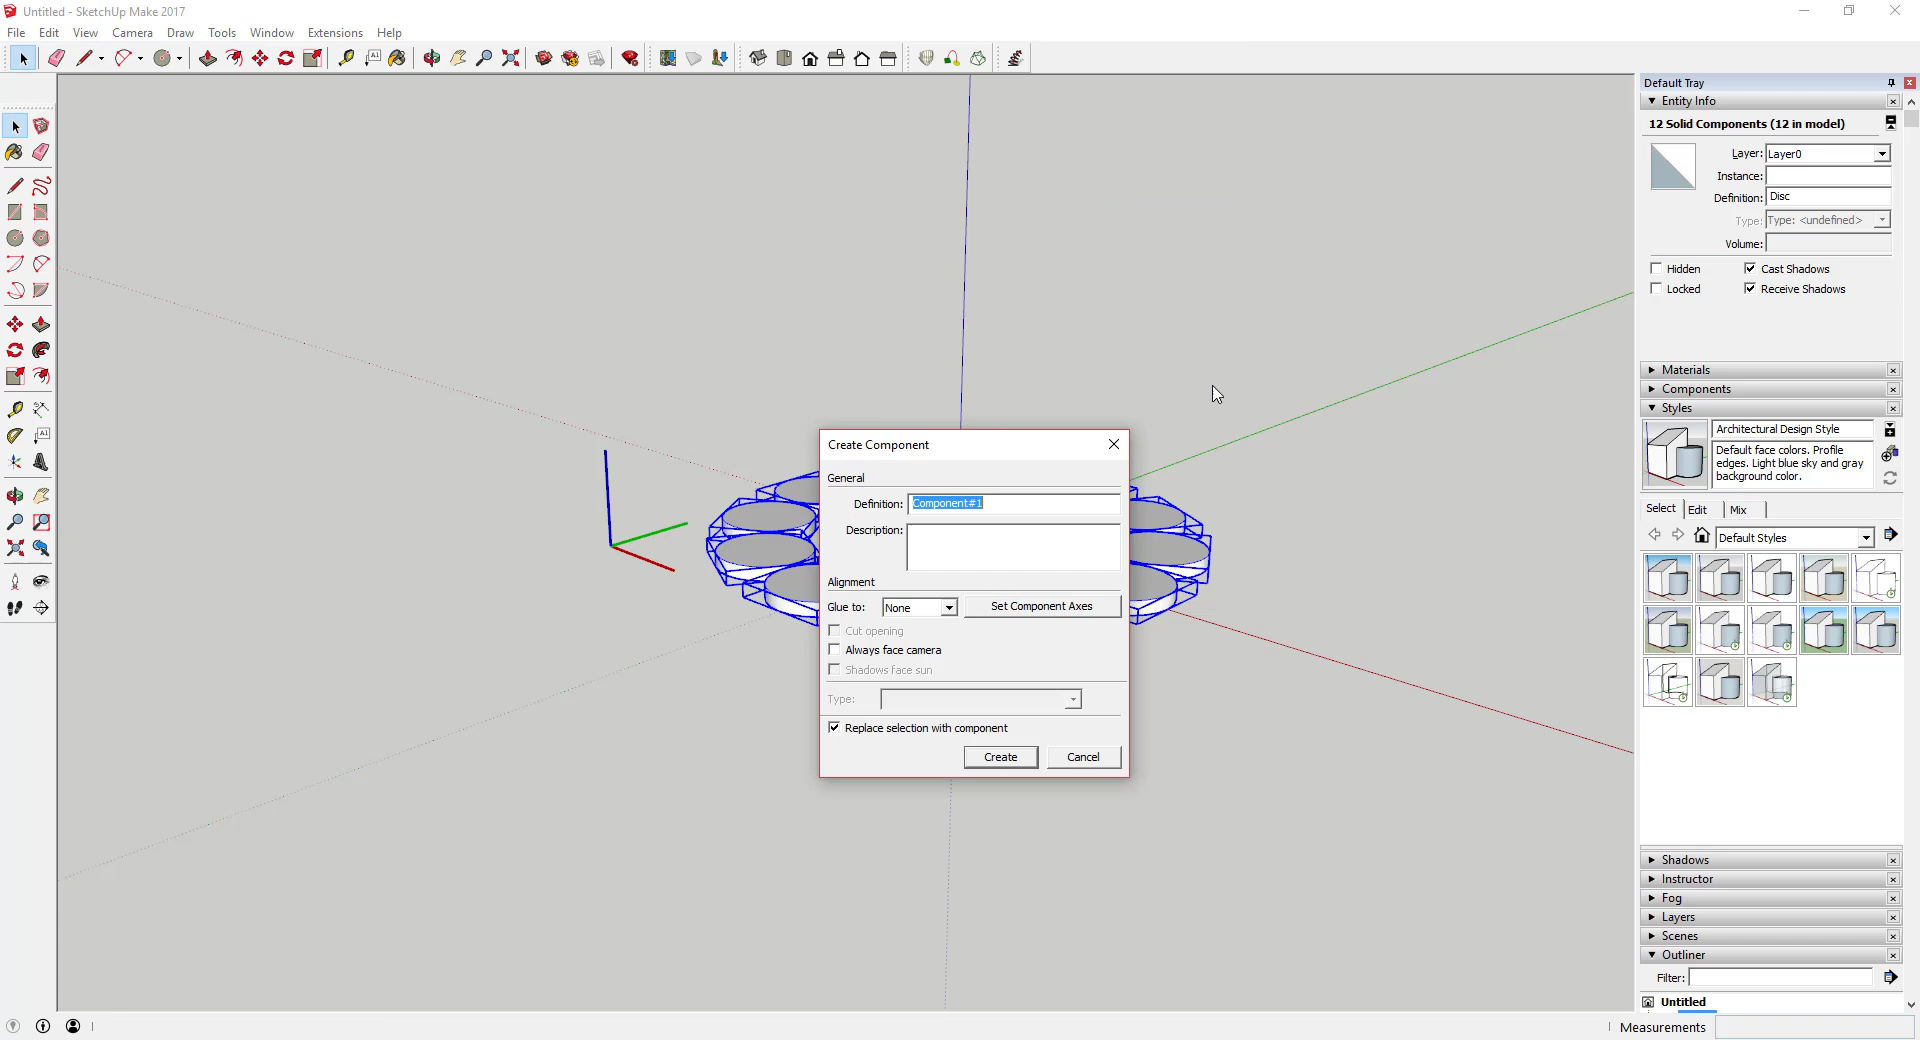 Untitled - SketchUp Make 2017
File Edit View Camera Draw Tools Window Extensions Help
Default Tray
Entity Info
12 Solid Components (12 in model)
Layer: Layer0
Instance:
Definition: Disc
Type: Type: <undefined>
Volume:
Hidden Cast Shadows
Locked Receive Shadows
Materials
Components
Styles
Architectural Design Style
Default face colors. Profile
edges. Light blue sky and gray
background color.
Select Edit Mix
Default Styles
Shadows
Instructor
Fog
Layers
Scenes
Outliner
Filter:
Untitled
Create Component
General
Definition: Component#1
Description:
Alignment
Glue to: None Set Component Axes
Cut opening
Always face camera
Shadows face sun
Type:
Replace selection with component
Create Cancel
Measurements